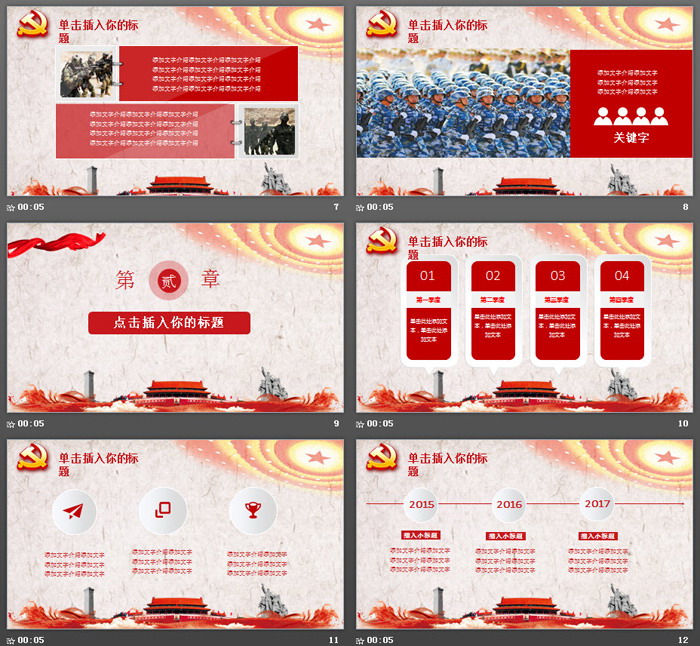 单击插入你的标
题
添加文字介绍添加文字介绍添加文字介绍
添加文字介绍添加文字介绍添加文字介绍
添加文字介绍添加文字介绍添加文字介绍
添加文字介绍添加文字介绍添加文字介绍
添加文字介绍添加文字介绍添加文字介绍
添加文字介绍添加文字介绍添加文字介绍
添加文字介绍添加文字介绍添加文字介绍
添加文字介绍添加文字介绍添加文字介绍
00:05
7
单击插入你的标
题
添加文字介绍添加文字
添加文字介绍添加文字
添加文字介绍添加文字
关键字
00:05
8
第 贰 章
点击插入你的标题
00:05
9
单击插入你的标
题
01
第一季度
单击此处添加文
本，单击此处添
加文本
02
第二季度
单击此处添加文
本，单击此处添
加文本
03
第三季度
单击此处添加文
本，单击此处添
加文本
04
第四季度
单击此处添加文
本，单击此处添
加文本
00:05
10
单击插入你的标
题
添加文字介绍添加文字
添加文字介绍添加文字
添加文字介绍添加文字
添加文字介绍添加文字
添加文字介绍添加文字
添加文字介绍添加文字
添加文字介绍添加文字
添加文字介绍添加文字
添加文字介绍添加文字
00:05
11
单击插入你的标
题
2015
2016
2017
插入小标题
添加文字介绍添加文字
添加文字介绍添加文字
添加文字介绍添加文字
插入小标题
添加文字介绍添加文字
添加文字介绍添加文字
添加文字介绍添加文字
插入小标题
添加文字介绍添加文字
添加文字介绍添加文字
添加文字介绍添加文字
00:05
12